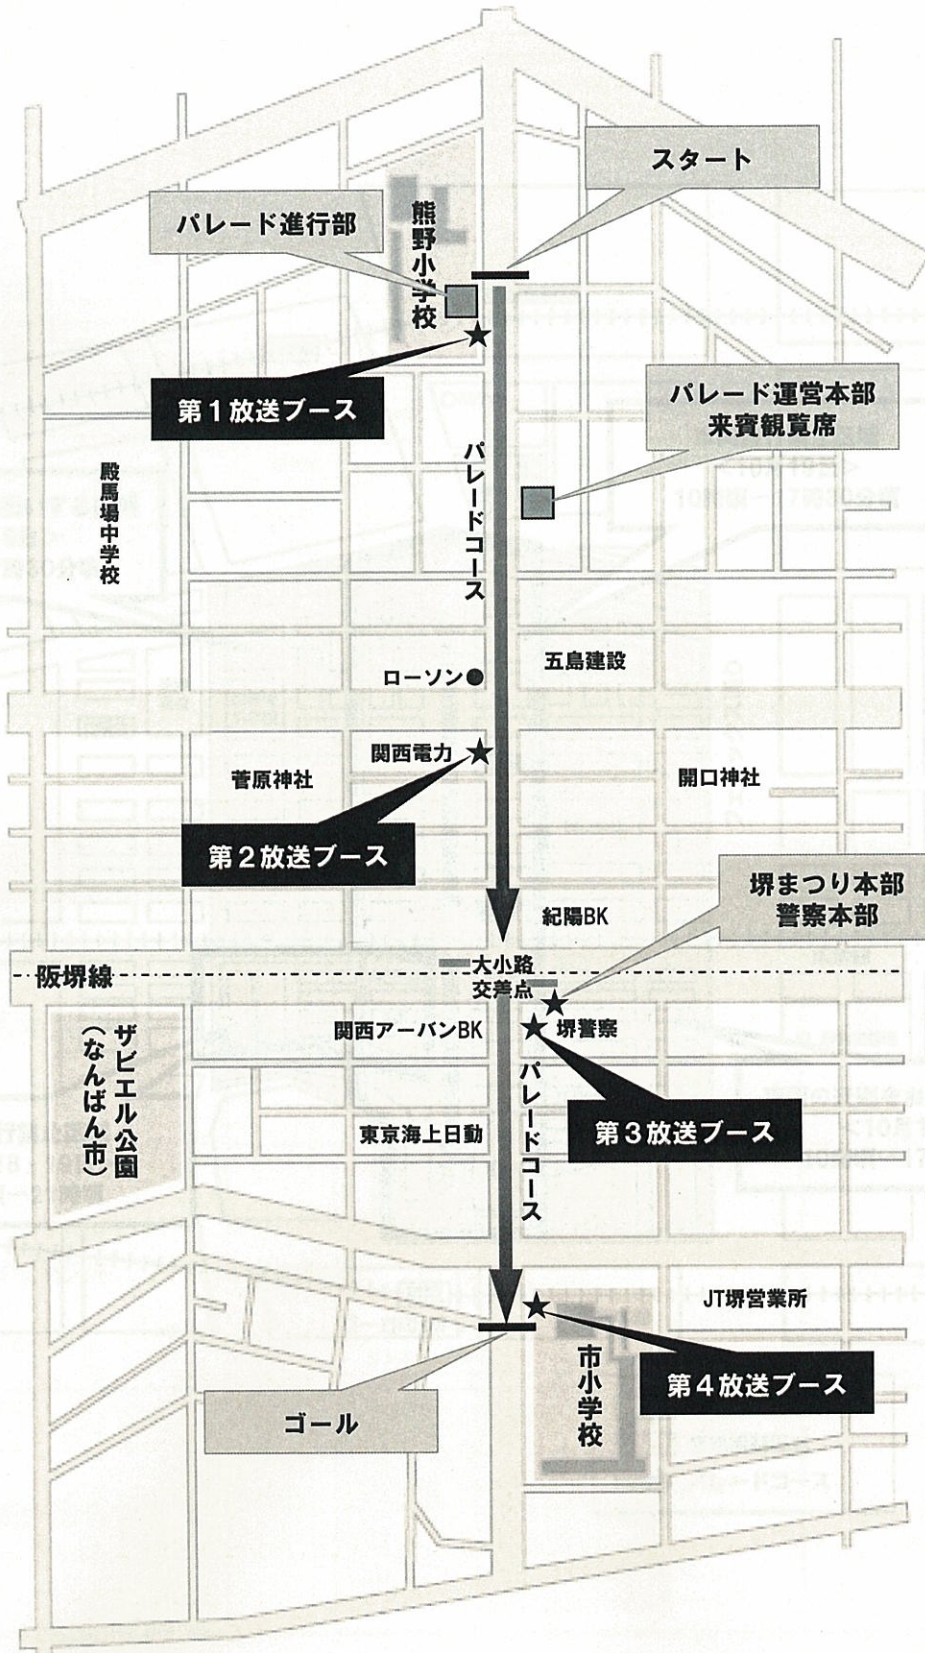 スタート
パレード進行部
熊野小学校
第1放送ブース
パレード運営本部
来賓観覧席
パレードコース
殿馬場中学校
五島建設
ローソン
関西電力
菅原神社
開口神社
第2放送ブース
堺まつり本部
警察本部
紀陽BK
阪堺線
大小路
交差点
関西アーバンBK
堺警察
ザビエル公園
(なんばん市)
パレードコース
第3放送ブース
東京海上日動
JT堺営業所
市小学校
第4放送ブース
ゴール